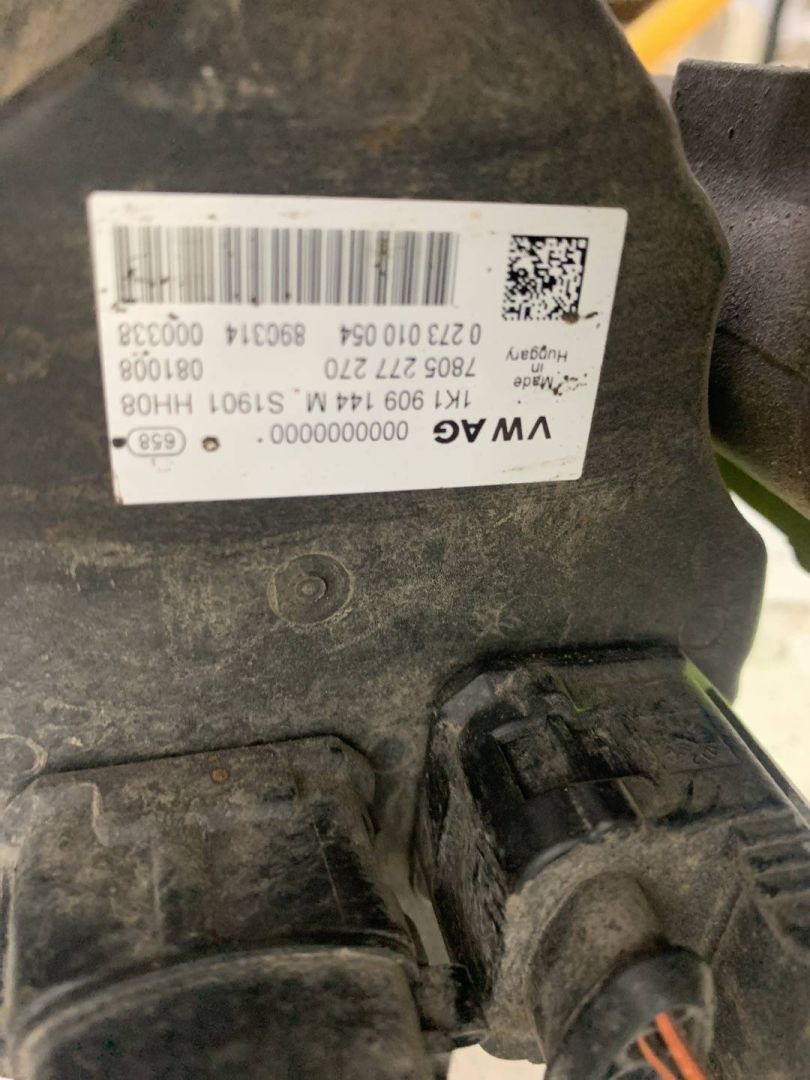 VW AG 000000000 658
1K1 909 144 M S1901 HH08
7805 277 270 081008
0 273 010 054 890314 000338
Made
in
Hungary